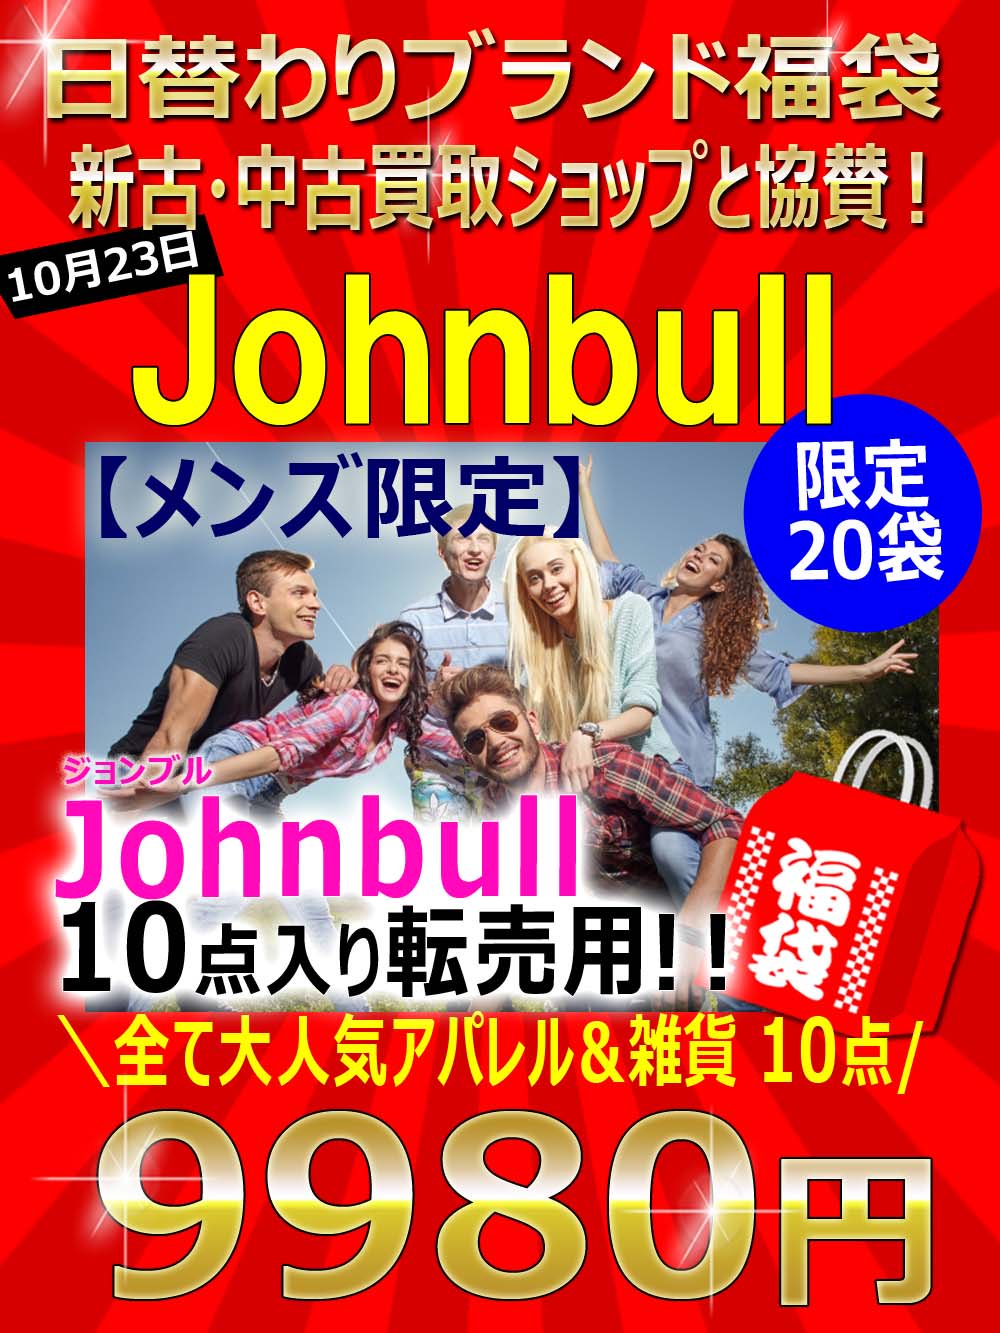 日替わりブランド福袋
新古・中古買取ショップと協賛！
10月23日
Johnbull
【メンズ限定】
限定
20袋
ジョンブル
Johnbull
10点入り転売用！！
福袋
＼全て大人気アパレル＆雑貨 10点/
9980円